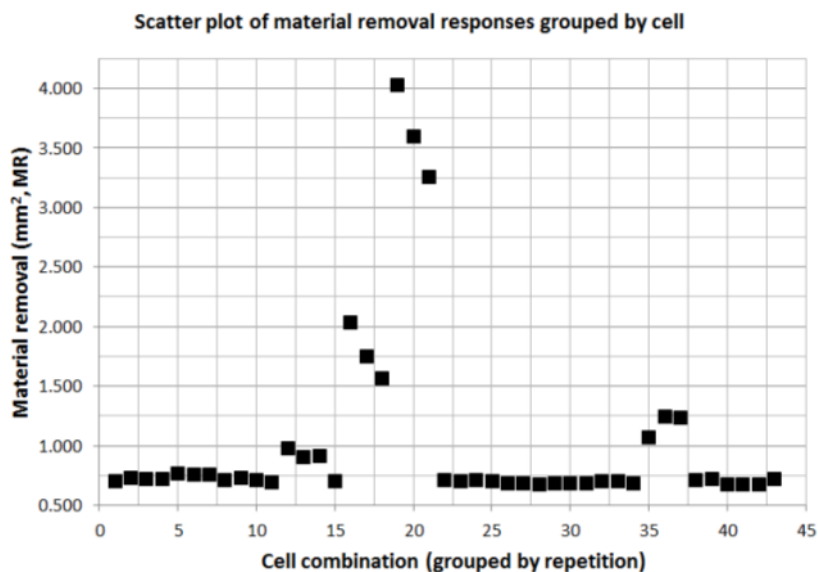 Scatter plot of material removal responses grouped by cell
Material removal (mm², MR)
4.000
3.500
3.000
2.500
2.000
1.500
1.000
0.500
0 5 10 15 20 25 30 35 40 45
Cell combination (grouped by repetition)